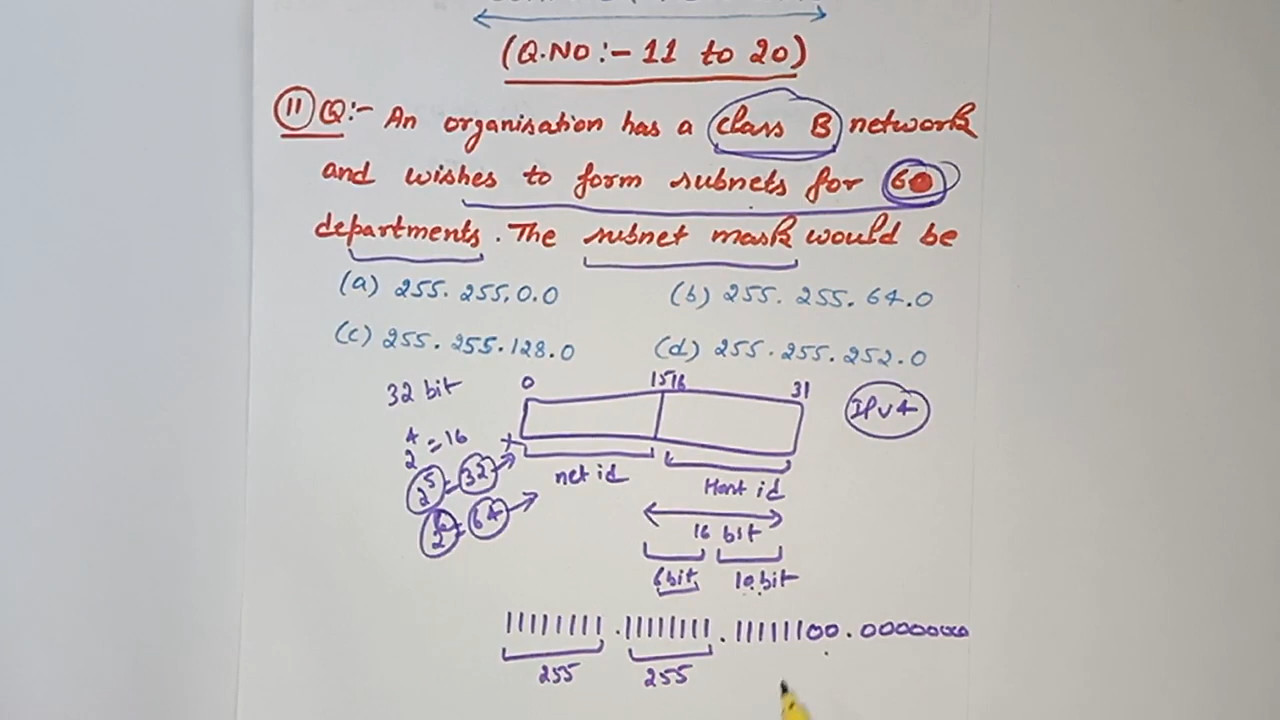 (Q.NO :- 11 to 20)
11 Q:- An organisation has a class B network
and wishes to form subnets for 60
departments. The subnet mask would be
(a) 255. 255.0.0 (b) 255. 255. 64.0
(c) 255. 255.128.0 (d) 255.255.252.0
32 bit 0 15 16 31 IPv4
2^4 = 16
2^5 = 32
net id Host id
2^6 = 64
16 bit
6 bit 10 bit
11111111 . 11111111 . 11111100 . 00000000
255 255